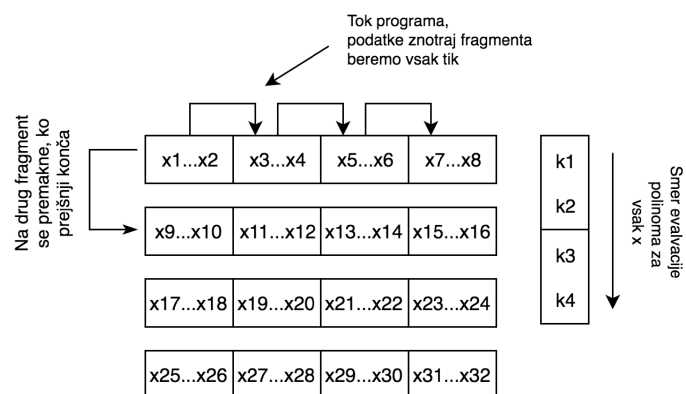 Tok programa,
podatke znotraj fragmenta
beremo vsak tik
Na drug fragment
se premakne, ko
prejšnji konča
x1...x2 x3...x4 x5...x6 x7...x8
x9...x10 x11...x12 x13...x14 x15...x16
x17...x18 x19...x20 x21...x22 x23...x24
x25...x26 x27...x28 x29...x30 x31...x32
k1
k2
k3
k4
Smer evalvacije
polinoma za
vsak x